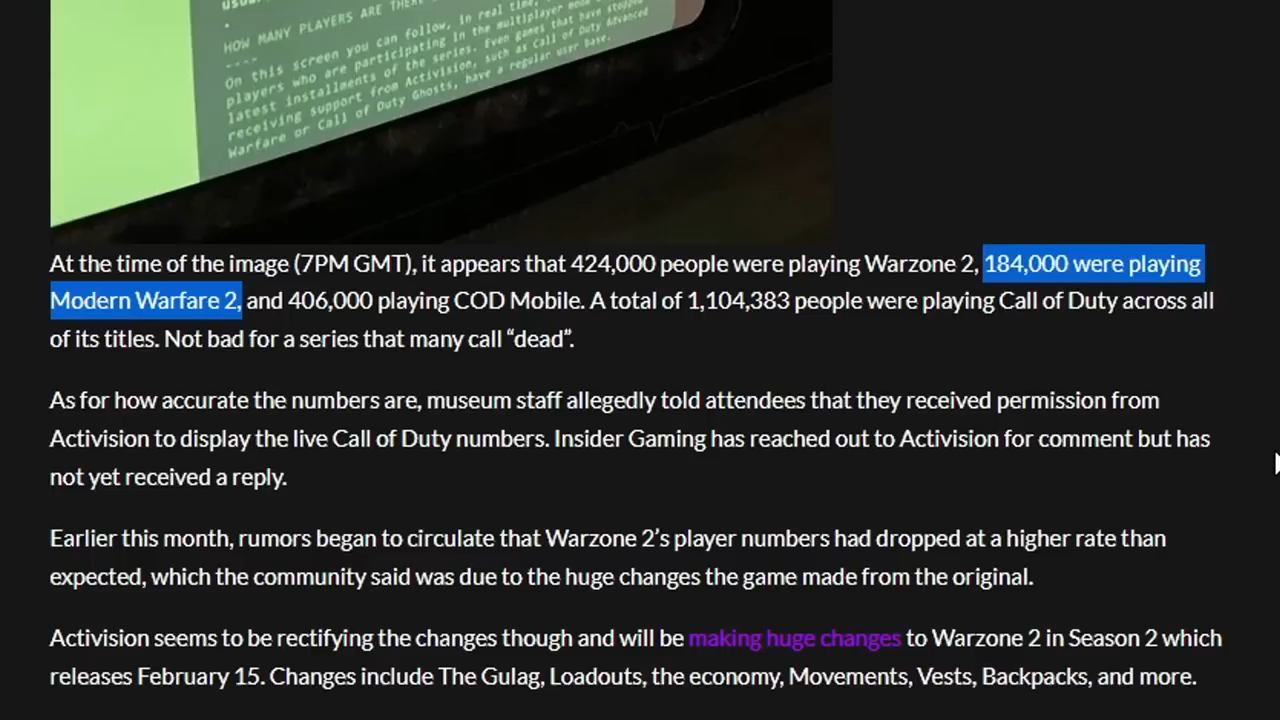 HOW MANY PLAYERS ARE THERE
----
On this screen you can follow, in real time,
players who are participating in the multiplayer mode
latest installments of the series. Even games that have stopped
receiving support from Activision, such as Call of Duty Advanced
Warfare or Call of Duty Ghosts, have a regular user base.
At the time of the image (7PM GMT), it appears that 424,000 people were playing Warzone 2, 184,000 were playing
Modern Warfare 2, and 406,000 playing COD Mobile. A total of 1,104,383 people were playing Call of Duty across all
of its titles. Not bad for a series that many call “dead”.
As for how accurate the numbers are, museum staff allegedly told attendees that they received permission from
Activision to display the live Call of Duty numbers. Insider Gaming has reached out to Activision for comment but has
not yet received a reply.
Earlier this month, rumors began to circulate that Warzone 2’s player numbers had dropped at a higher rate than
expected, which the community said was due to the huge changes the game made from the original.
Activision seems to be rectifying the changes though and will be making huge changes to Warzone 2 in Season 2 which
releases February 15. Changes include The Gulag, Loadouts, the economy, Movements, Vests, Backpacks, and more.